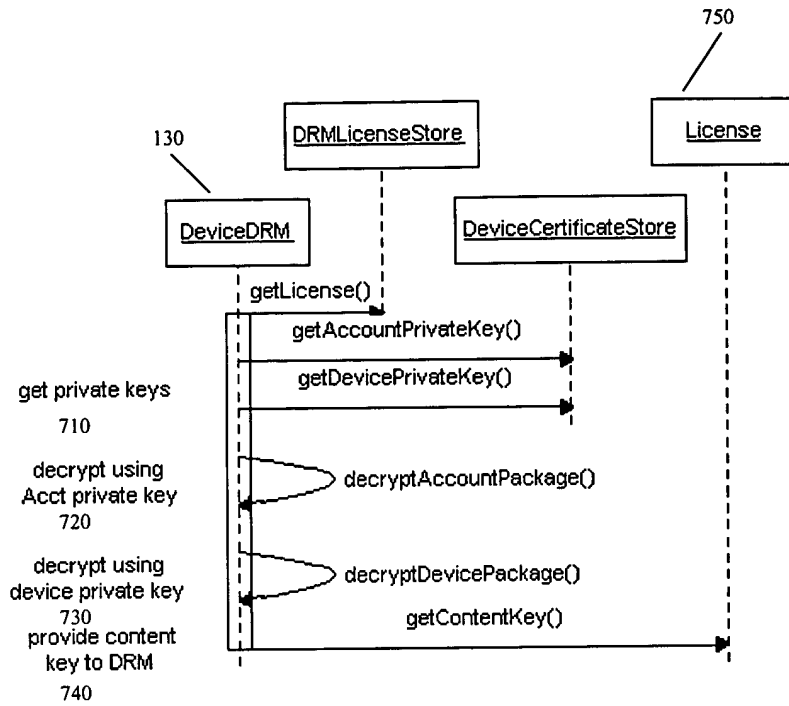 750
DRMLicenseStore
License
130
DeviceDRM
DeviceCertificateStore
getLicense()
getAccountPrivateKey()
getDevicePrivateKey()
get private keys
710
decrypt using
Acct private key
720
decryptAccountPackage()
decrypt using
device private key
730
decryptDevicePackage()
provide content
key to DRM
740
getContentKey()